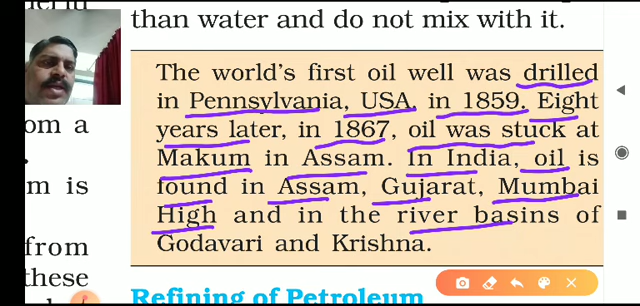 than water and do not mix with it.
The world's first oil well was drilled
in Pennsylvania, USA, in 1859. Eight
years later, in 1867, oil was stuck at
Makum in Assam. In India, oil is
found in Assam, Gujarat, Mumbai
High and in the river basins of
Godavari and Krishna.
om a
m is
from
these
Refining of Petroleum